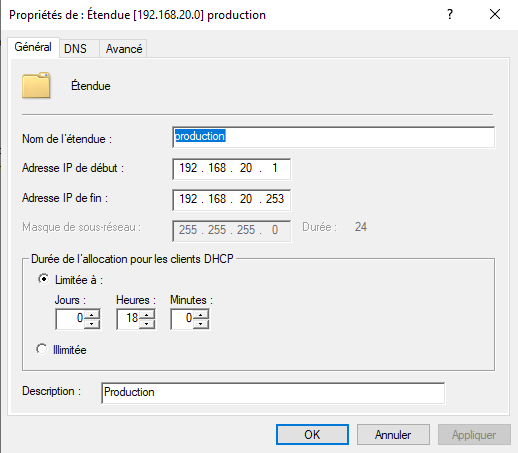 Propriétés de : Étendue [192.168.20.0] production
Général DNS Avancé
Étendue
Nom de l'étendue : production
Adresse IP de début : 192 . 168 . 20 . 1
Adresse IP de fin : 192 . 168 . 20 . 253
Masque de sous-réseau : 255 . 255 . 255 . 0 Durée : 24
Durée de l'allocation pour les clients DHCP
Limitée à :
Jours : Heures : Minutes :
0 18 0
Illimitée
Description : Production
OK Annuler Appliquer